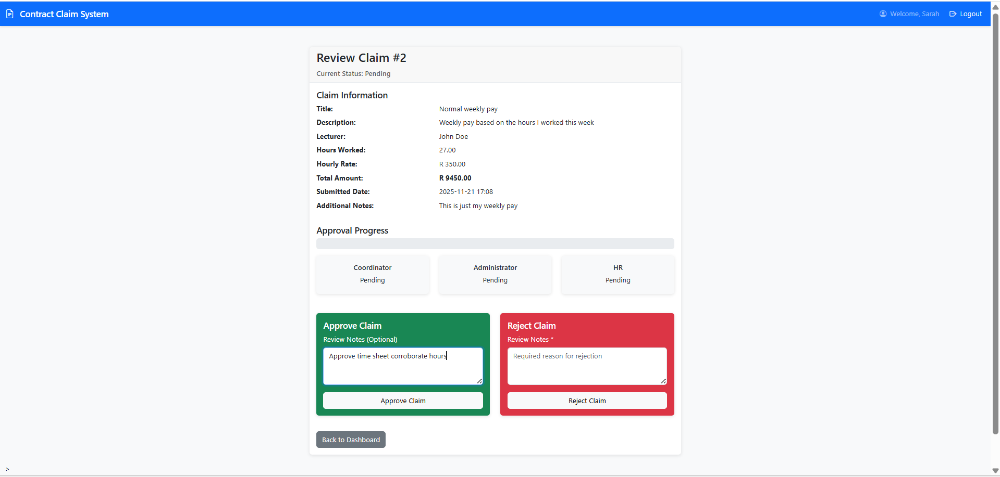 Contract Claim System
Welcome, Sarah
Logout
Review Claim #2
Current Status: Pending
Claim Information
Title: Normal weekly pay
Description: Weekly pay based on the hours I worked this week
Lecturer: John Doe
Hours Worked: 27.00
Hourly Rate: R 350.00
Total Amount: R 9450.00
Submitted Date: 2025-11-21 17:08
Additional Notes: This is just my weekly pay
Approval Progress
Coordinator
Pending
Administrator
Pending
HR
Pending
Approve Claim
Review Notes (Optional)
Approve time sheet corroborate hours
Approve Claim
Reject Claim
Review Notes *
Required reason for rejection
Reject Claim
Back to Dashboard
>